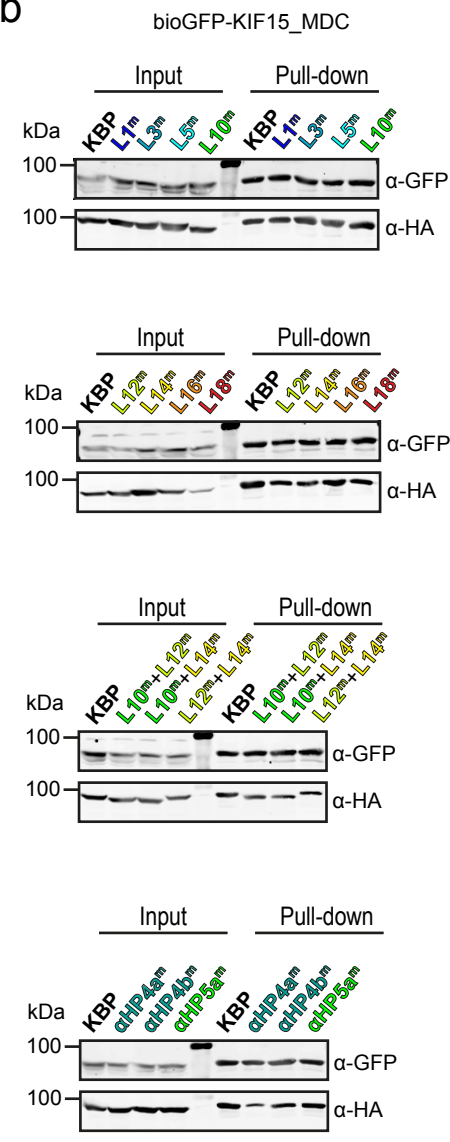 b
bioGFP-KIF15_MDC
Input Pull-down
kDa KBP L1m L3m L5m L10m KBP L1m L3m L5m L10m
100 α-GFP
100 α-HA
Input Pull-down
kDa KBP L12m L14m L16m L18m KBP L12m L14m L16m L18m
100 α-GFP
100 α-HA
Input Pull-down
kDa KBP L10m+L12m L10m+L14m L12m+L14m KBP L10m+L12m L10m+L14m L12m+L14m
100 α-GFP
100 α-HA
Input Pull-down
kDa KBP αHP4am αHP4bm αHP5am KBP αHP4am αHP4bm αHP5am
100 α-GFP
100 α-HA